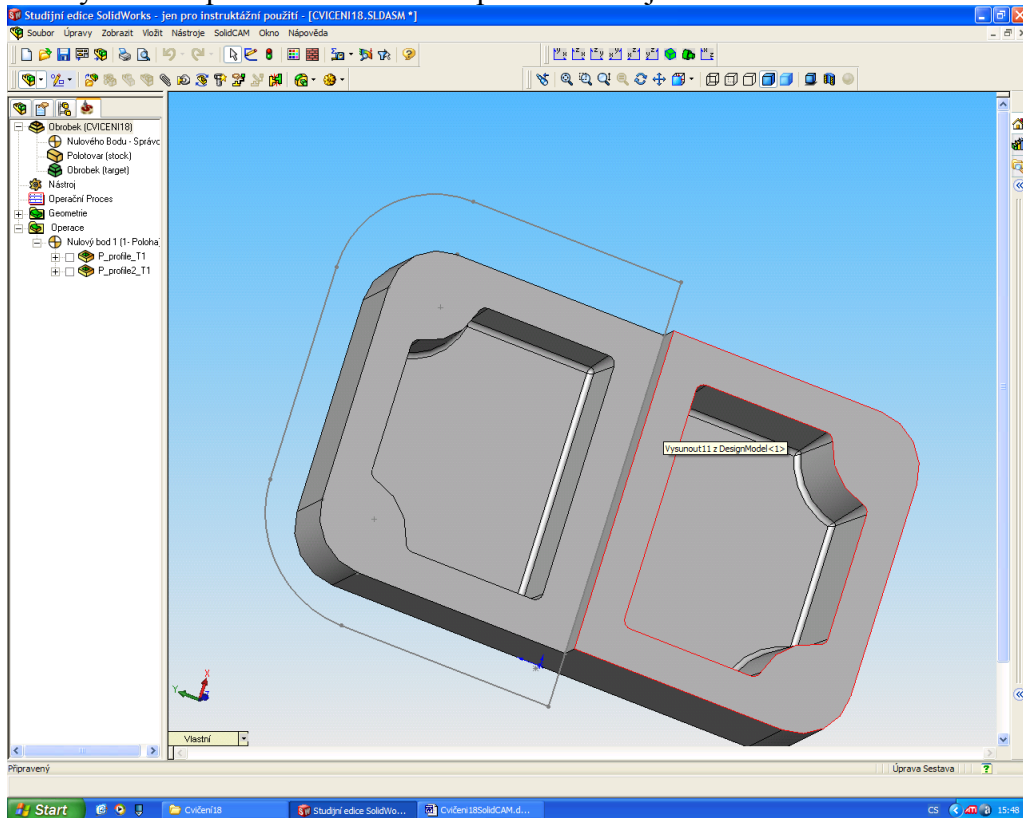 Studijní edice SolidWorks - jen pro instruktážní použití - [CVICENI18.SLDASM *]
Soubor Úpravy Zobrazit Vložit Nástroje SolidCAM Okno Nápověda
Obrobek (CVICENI18)
Nulového Bodu - Správc
Polotovar (stock)
Obrobek (target)
Nástroj
Operační Proces
Geometrie
Operace
Nulový bod 1 (1- Poloha
P_profile_T1
P_profile2_T1
Vysunout11 z DesignModel<1>
X
Y
Vlastní
Připravený
Úprava Sestava
Start
Cvičení18
Studijní edice SolidWo...
Cvičení18SolidCAM.d...
CS
15:48